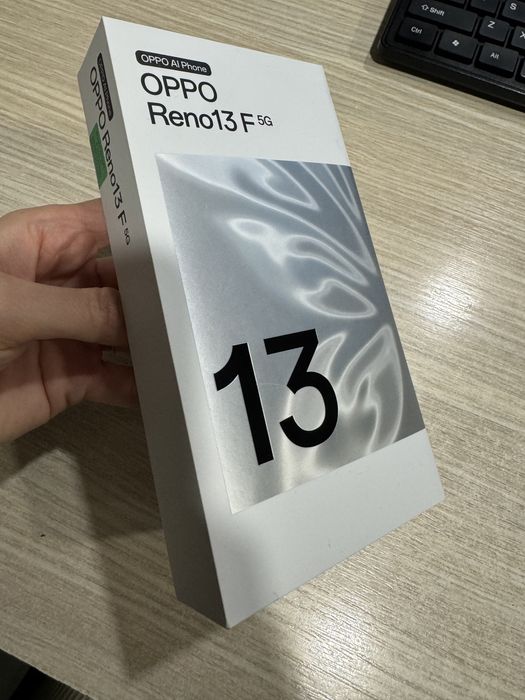 OPPO AI Phone
OPPO
Reno13 F 5G
13
OPPO Reno13 F 5G
Shift
Z
X
Ctrl
Alt